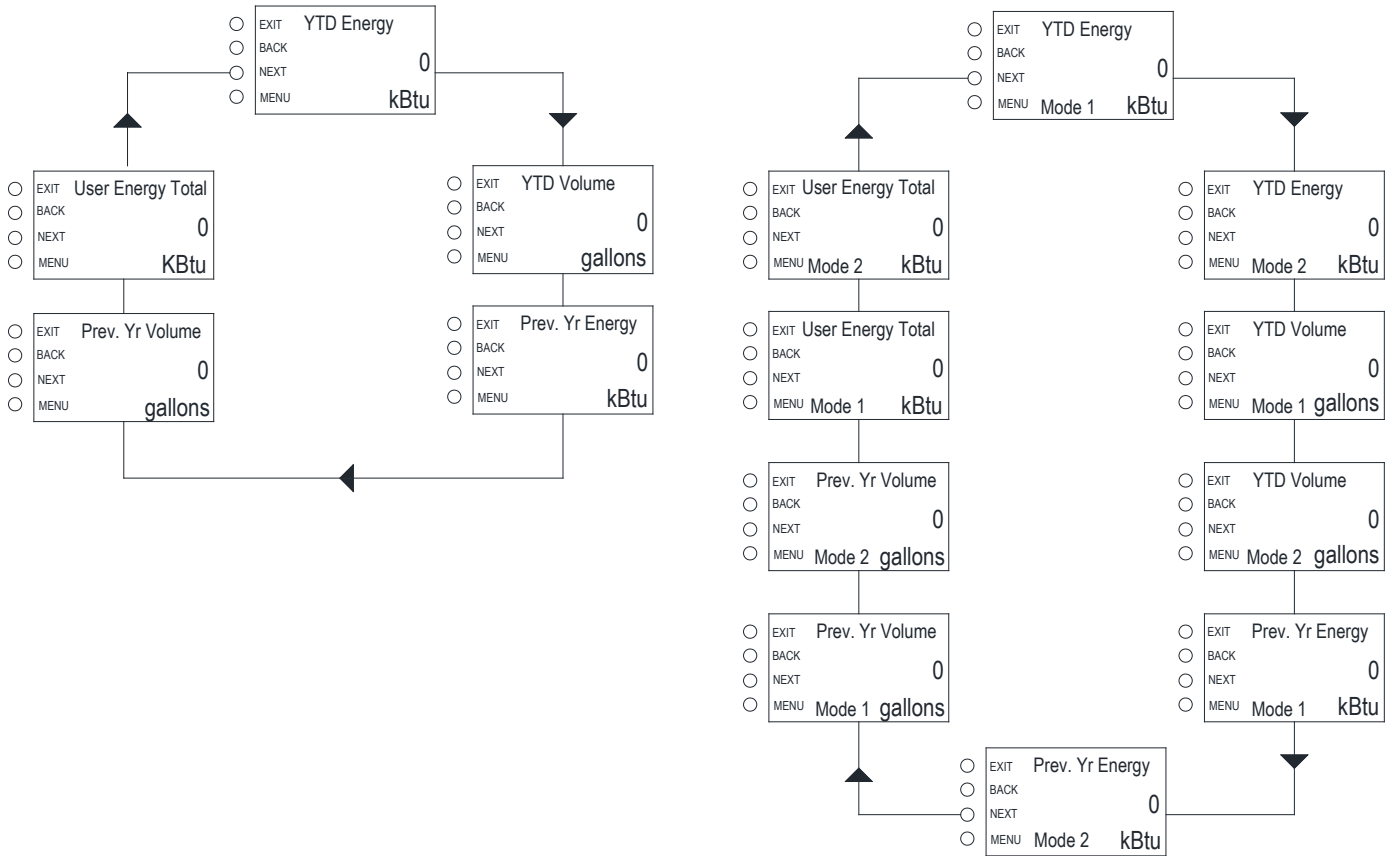 EXIT YTD Energy
BACK
NEXT 0
MENU kBtu
EXIT User Energy Total
BACK
NEXT 0
MENU KBtu
EXIT YTD Volume
BACK
NEXT 0
MENU gallons
EXIT Prev. Yr Volume
BACK
NEXT 0
MENU gallons
EXIT Prev. Yr Energy
BACK
NEXT 0
MENU kBtu
EXIT YTD Energy
BACK
NEXT 0
MENU Mode 1 kBtu
EXIT User Energy Total
BACK
NEXT 0
MENU Mode 2 kBtu
EXIT YTD Energy
BACK
NEXT 0
MENU Mode 2 kBtu
EXIT User Energy Total
BACK
NEXT 0
MENU Mode 1 kBtu
EXIT YTD Volume
BACK
NEXT 0
MENU Mode 1 gallons
EXIT Prev. Yr Volume
BACK
NEXT 0
MENU Mode 2 gallons
EXIT YTD Volume
BACK
NEXT 0
MENU Mode 2 gallons
EXIT Prev. Yr Volume
BACK
NEXT 0
MENU Mode 1 gallons
EXIT Prev. Yr Energy
BACK
NEXT 0
MENU Mode 1 kBtu
EXIT Prev. Yr Energy
BACK
NEXT 0
MENU Mode 2 kBtu